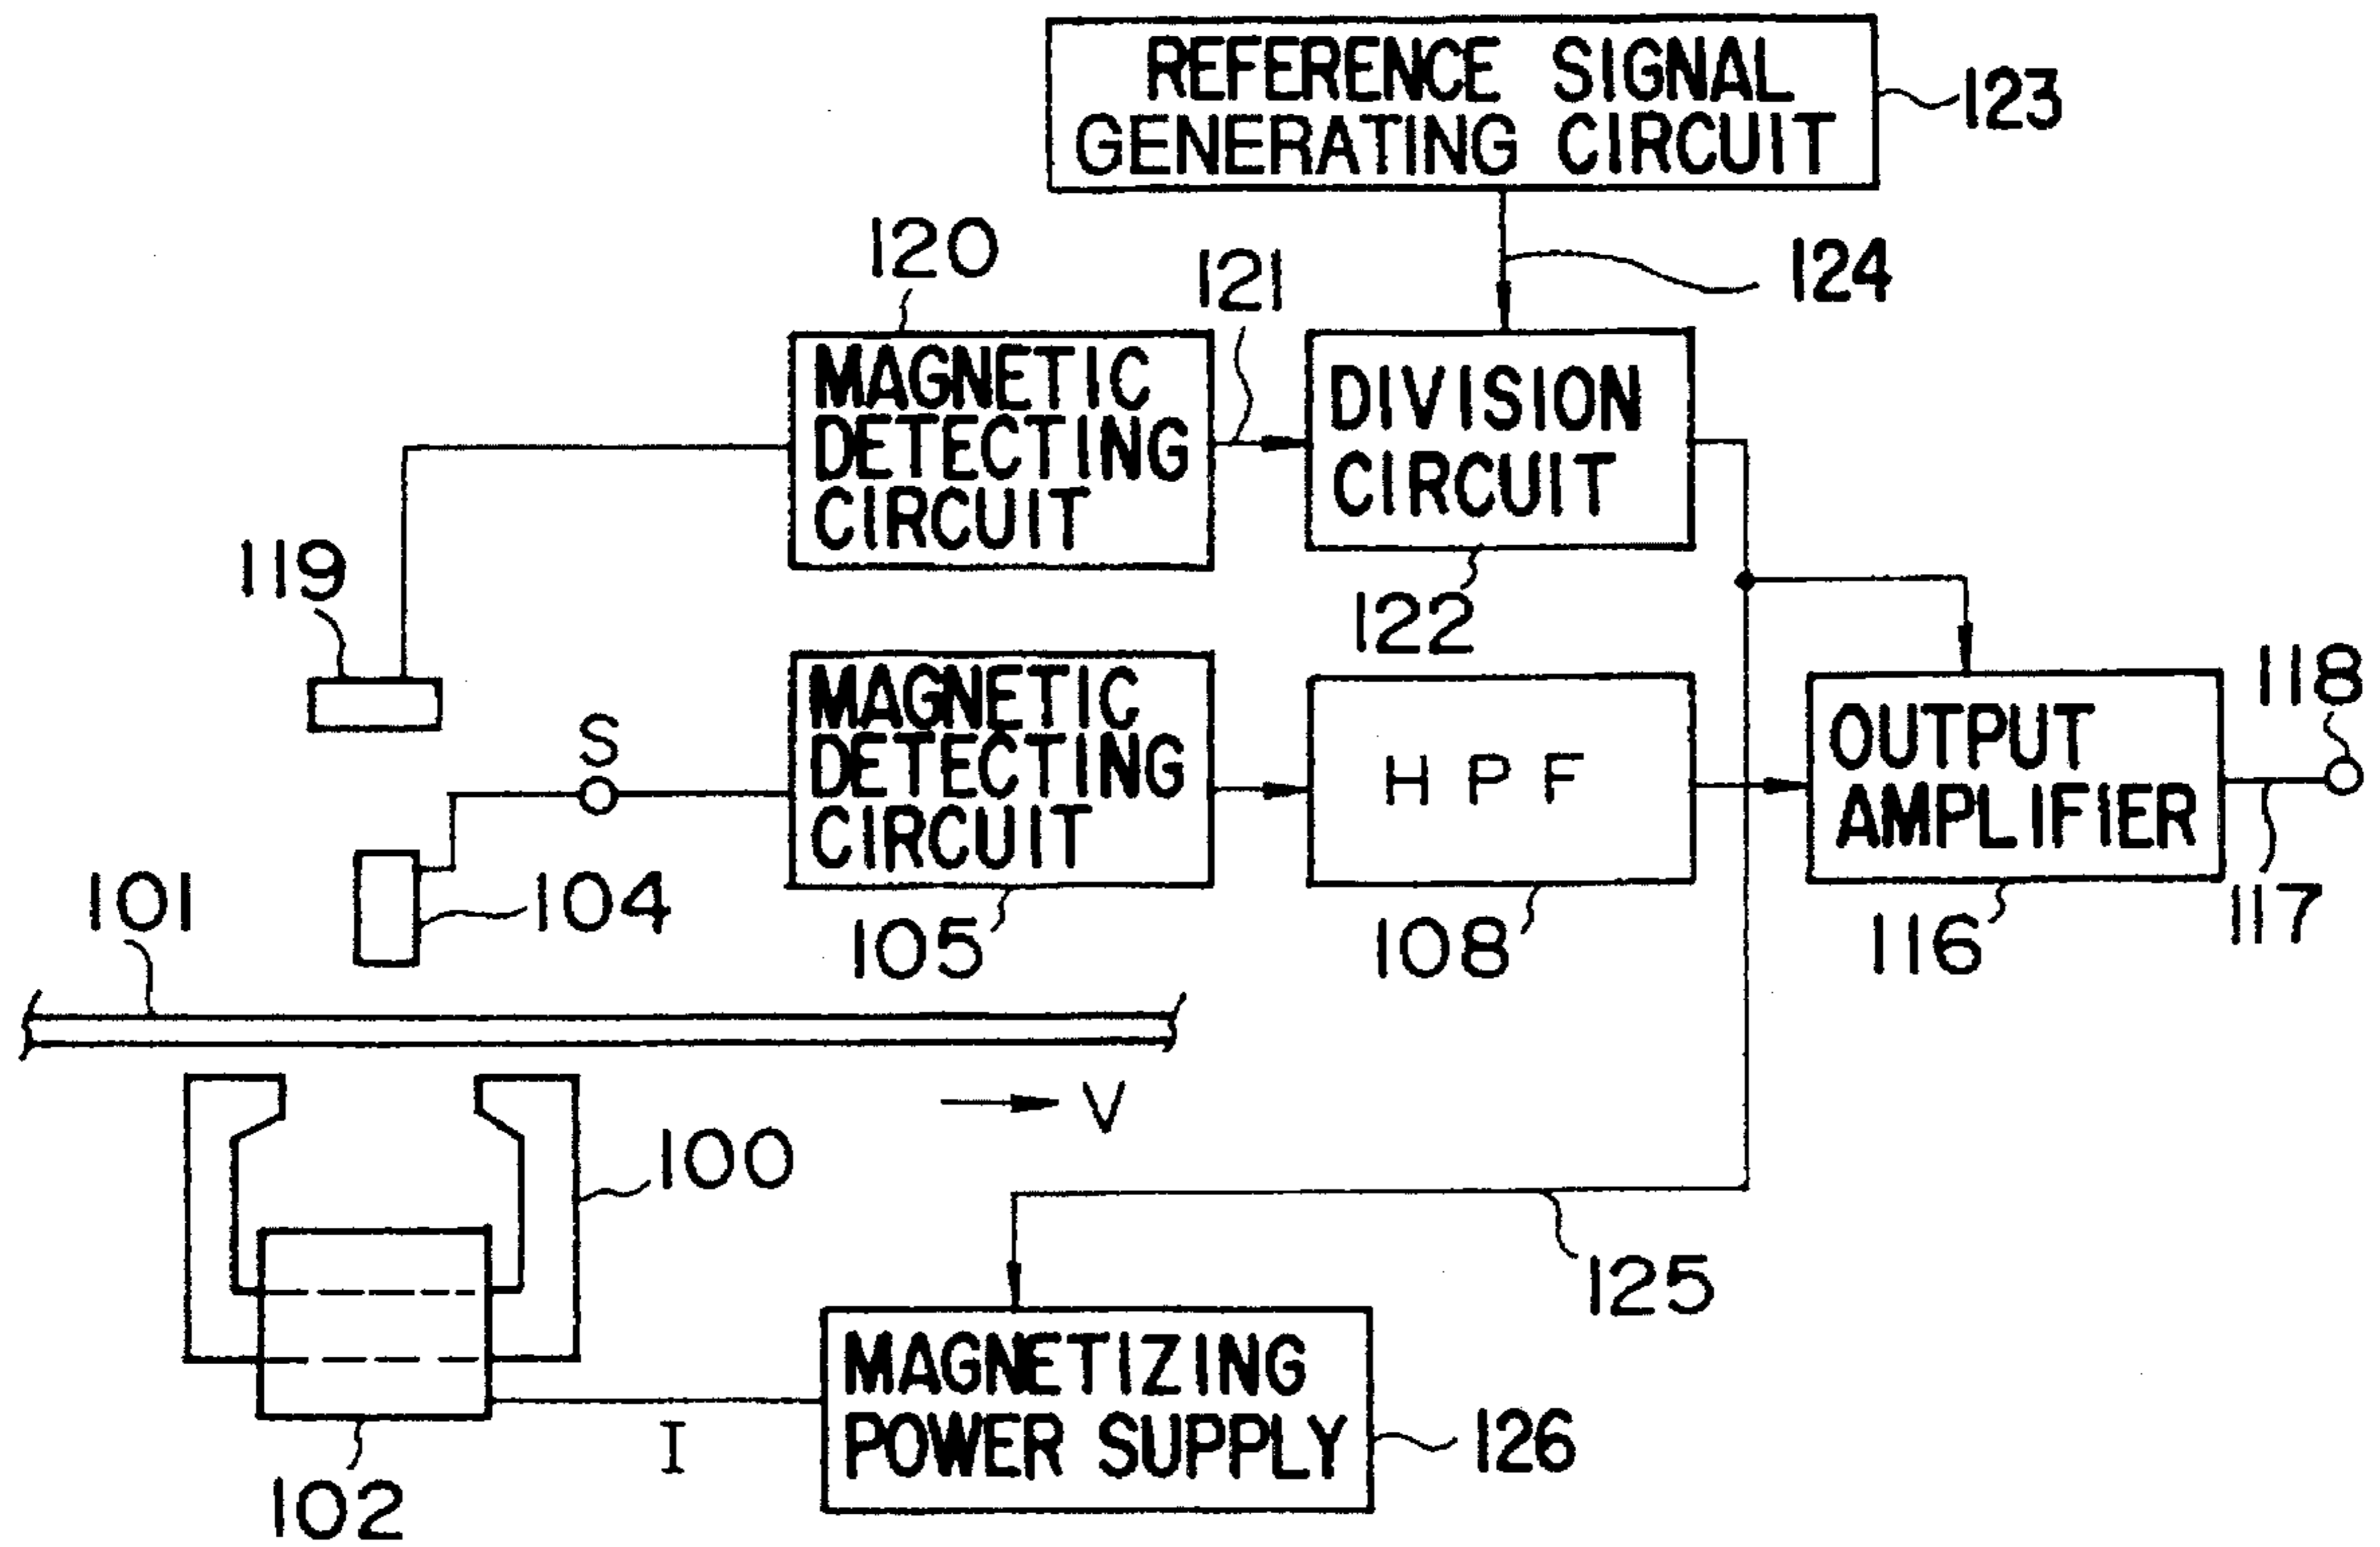 REFERENCE SIGNAL
GENERATING CIRCUIT
123
124
120
121
MAGNETIC
DETECTING
CIRCUIT
DIVISION
CIRCUIT
119
122
118
MAGNETIC
DETECTING
CIRCUIT
S
H P F
OUTPUT
AMPLIFIER
101
104
105
108
116
117
V
100
125
MAGNETIZING
POWER SUPPLY
126
I
102